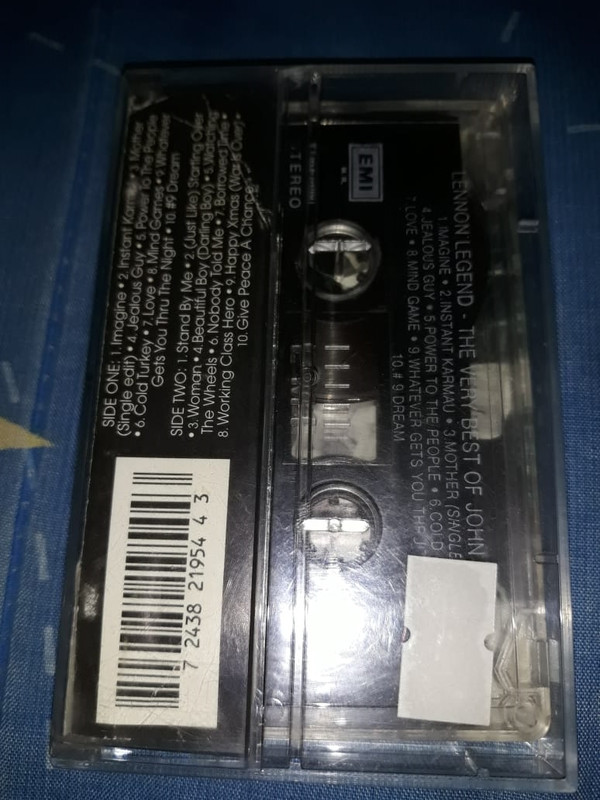 SIDE ONE: 1.Imagine • 2. Instant Karma • 3.Mother
(Single edit) • 4. Jealous Guy • 5. Power To The People
• 6.Cold Turkey • 7.Love • 8.Mind Games • 9.Whatever
Gets You Thru The Night • 10.#9 Dream
SIDE TWO: 1.Stand By Me • 2.(Just Like) Starting Over
• 3.Woman • 4.Beautiful Boy (Darling Boy) • 5.Watching
The Wheels • 6.Nobody Told Me • 7.Borrowed Time •
8.Working Class Hero • 9.Happy Xmas (War Is Over) •
10. Give Peace A Chance
7 2438 21954 4 3
EMI
TEREO
LENNON LEGEND - THE VERY BEST OF JOHN
1.IMAGINE • 2.INSTANT KARMAU • 3.MOTHER (SINGLE
4.JEALOUS GUY • 5 POWER TO THE PEOPLE • 6.COLD
7.LOVE • 8.MIND GAME • 9.WHATEVER GETS YOU
10.# 9.DREAM